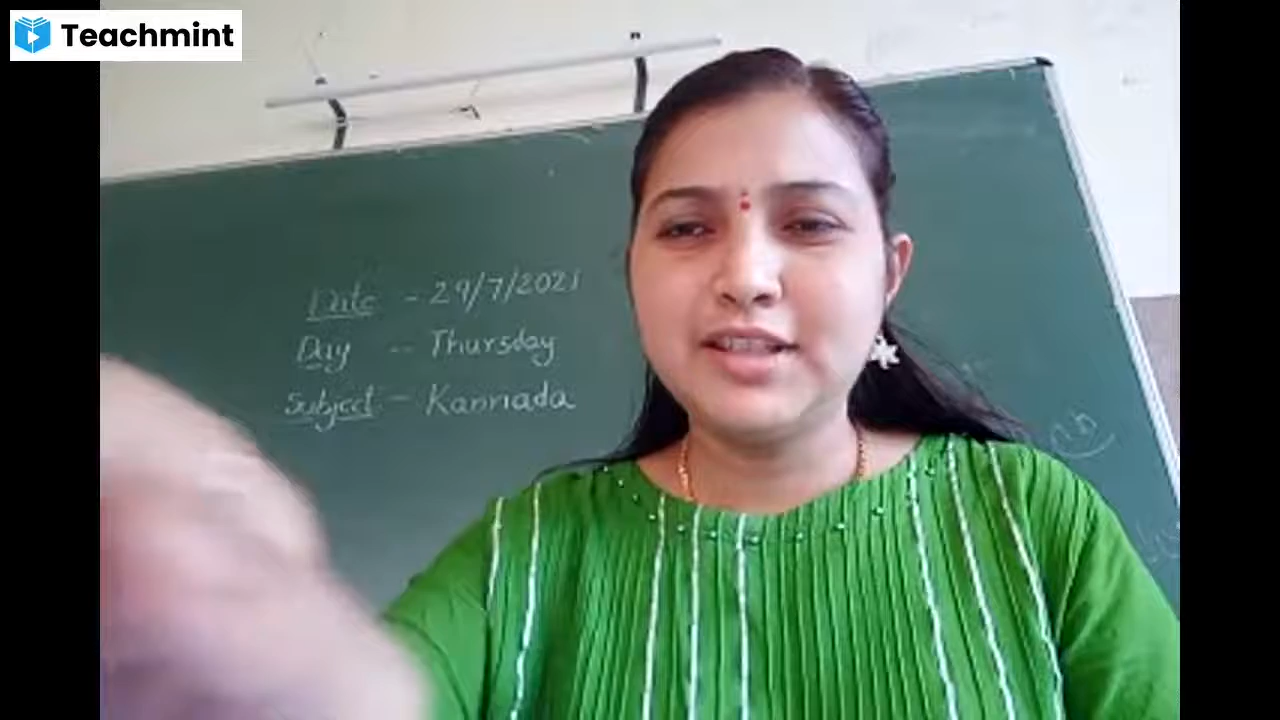 Teachmint
Date - 29/7/2021
Day -- Thursday
Subject - Kannada